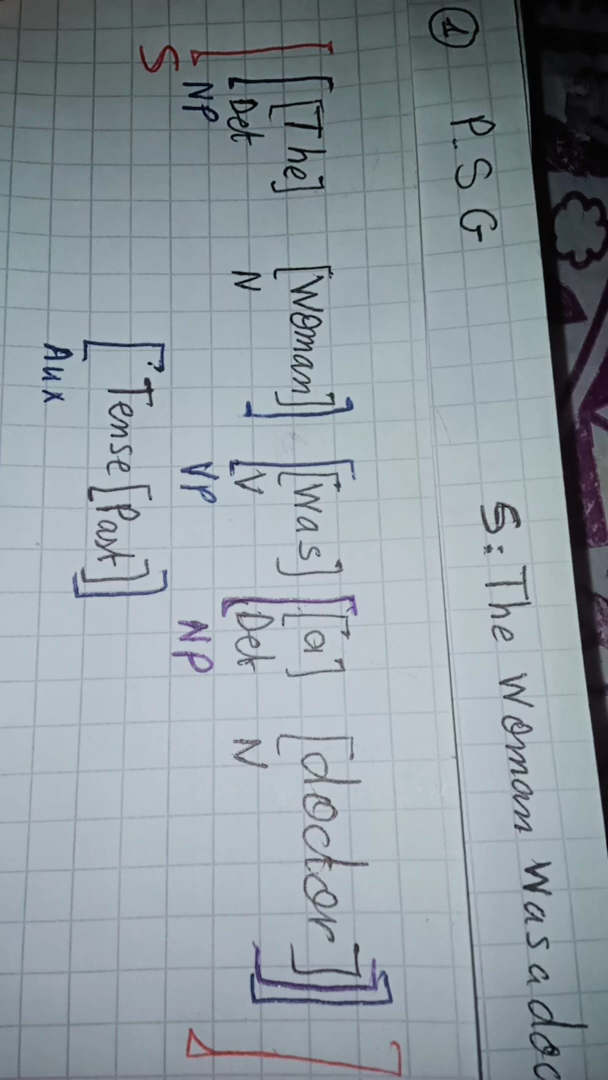 ① P.S.G S: The woman was a doc
[[[The] [woman]] [[was] [[a] [doctor]]]]
S NP Det N VP V NP Det N
[Tense[Past]]
Aux